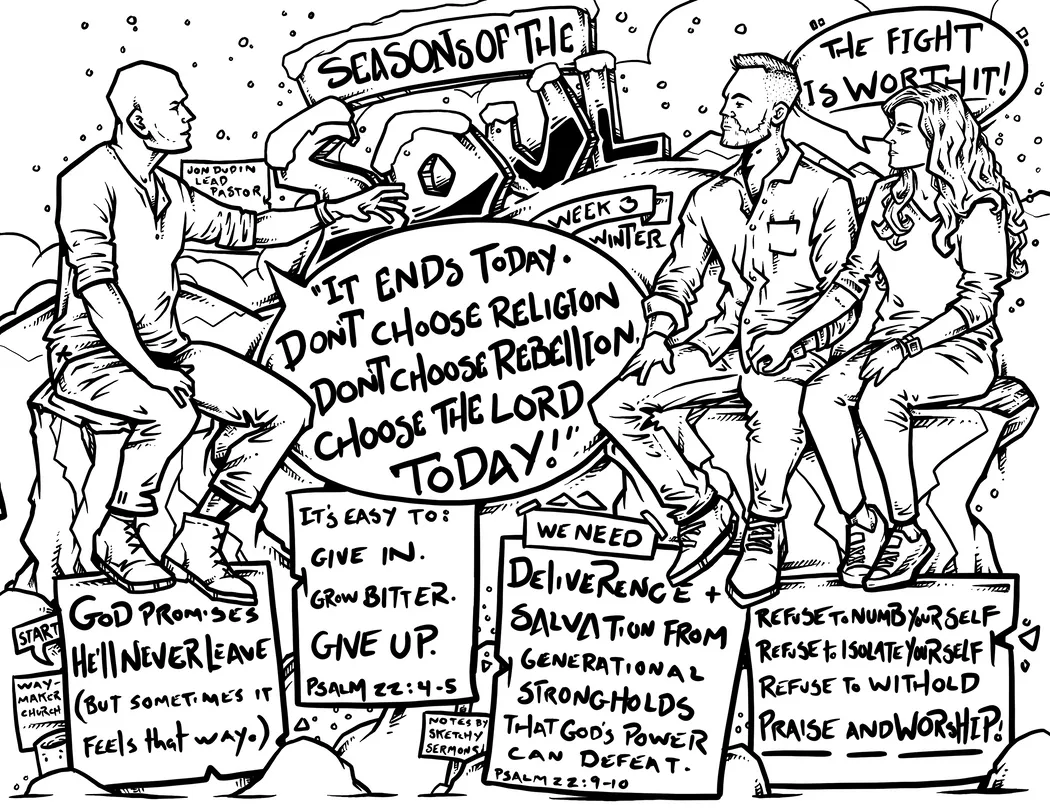 SEASONS OF THE
SOUL
THE FIGHT
IS WORTH IT!
JON DUDIN
LEAD
PASTOR
WEEK 3
WINTER
"IT ENDS TODAY.
DON'T CHOOSE RELIGION
DON'T CHOOSE REBELLION,
CHOOSE THE LORD
TODAY!"
START
WAY-
MAKER
CHURCH
GOD PROMISES
HE'll NEVER LEAVE
(BUT SOMETIMES IT
FEELS that WAY.)
IT'S EASY TO:
GIVE IN.
GROW BITTER.
GIVE UP.
PSALM 22:4-5
NOTES BY
SKETCHY
SERMONS
WE NEED
DELIVERENCE +
SALVATION FROM
GENERATIONAL
STRONGHOLDS
THAT GOD'S POWER
CAN DEFEAT.
PSALM 22:9-10
REFUSE TO NUMB YOURSELF
REFUSE to ISOLATE YOURSELF
REFUSE TO WITHOLD
PRAISE AND WORSHIP!